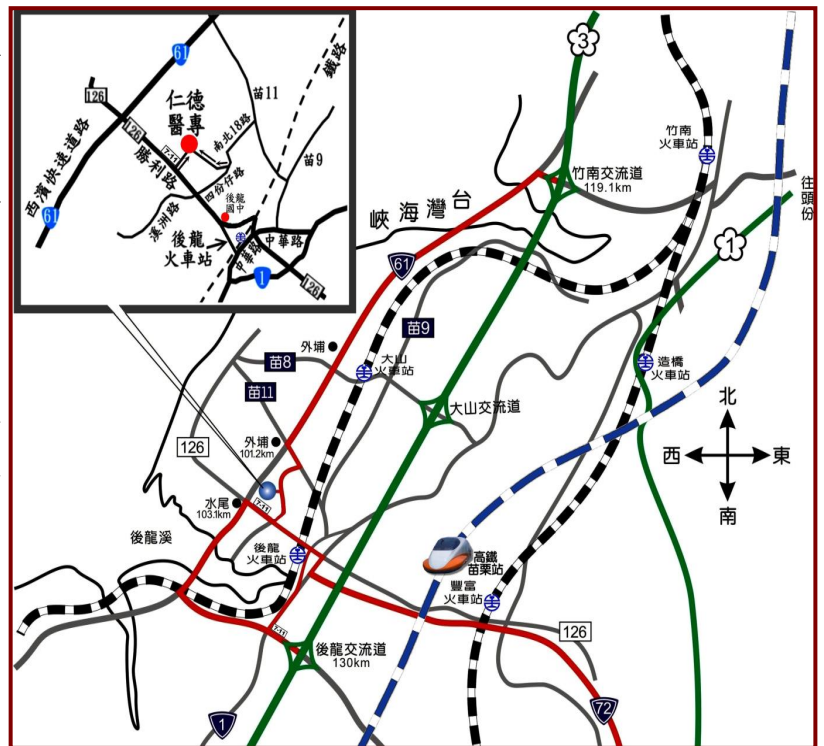 61
126
126
仁德
醫專
苗11
鐵路
南北18路
7-11
苗9
西濱快速道路
勝利路
四份仔路
後龍
國中
溪洲路
61
後龍
火車站
中華路
中華路
1
126
3
竹南
火車站
往頭份
竹南交流道
119.1km
台灣海峽
1
61
苗9
外埔
苗8
大山
火車站
造橋
火車站
苗11
大山交流道
北
西
東
南
126
外埔
101.2km
水尾
103.1km
7-11
後龍溪
後龍
火車站
高鐵
苗栗站
豐富
火車站
7-11
126
後龍交流道
130km
72
1